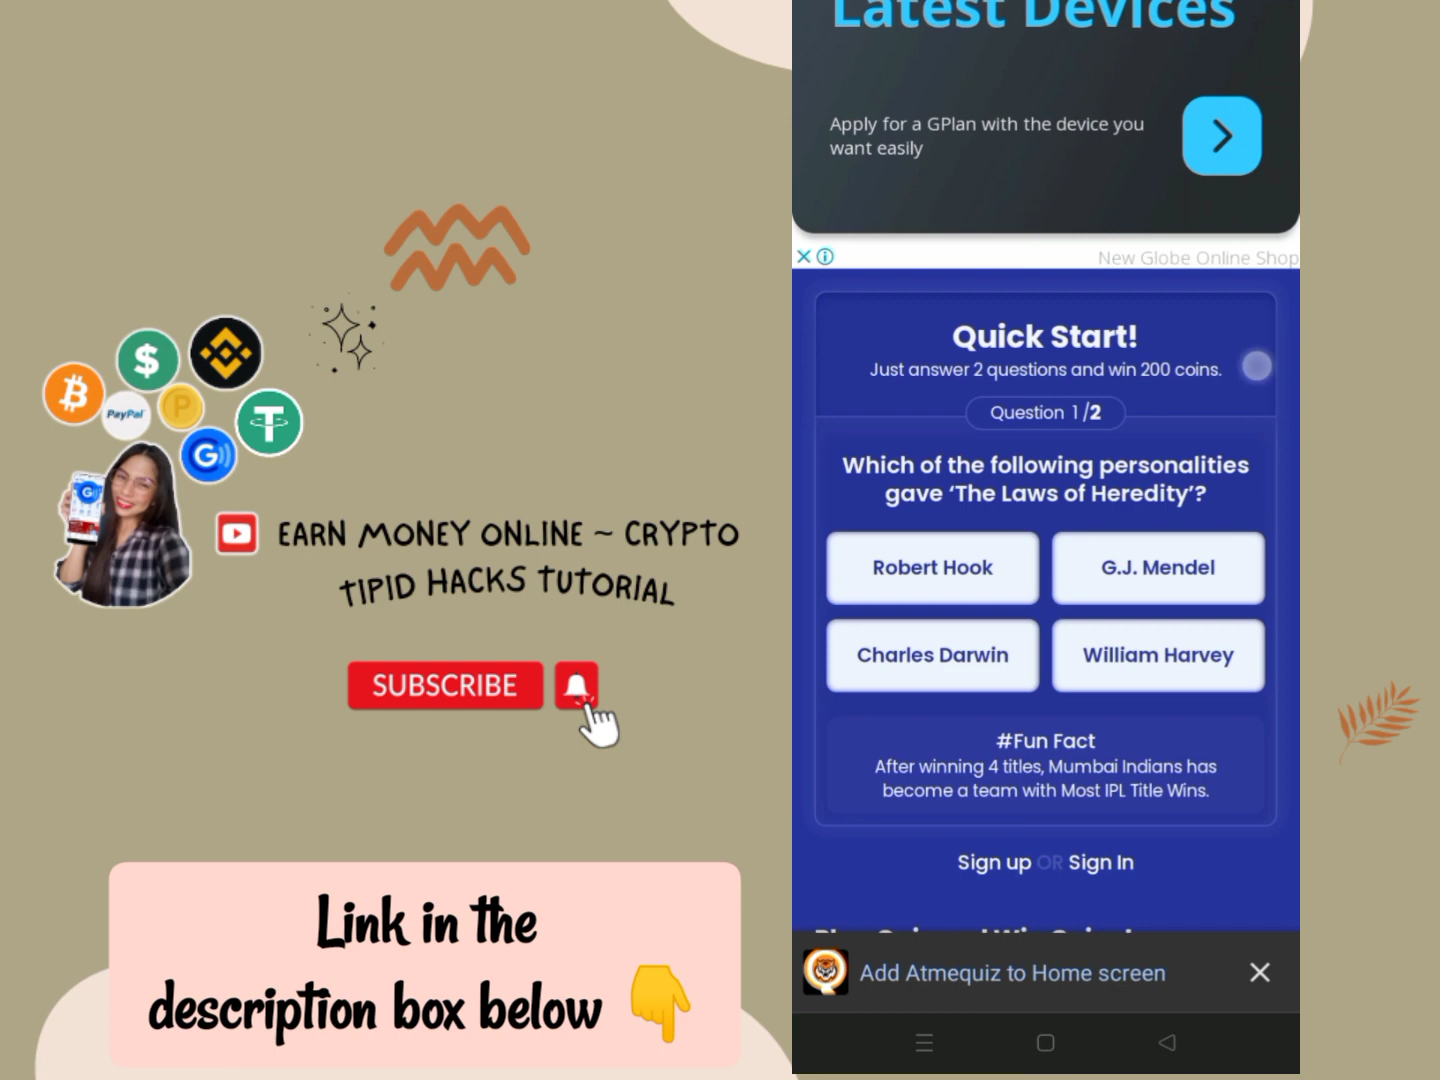 PayPal
EARN MONEY ONLINE ~ CRYPTO
TIPID HACKS TUTORIAL
SUBSCRIBE
Link in the
description box below
Latest Devices
Apply for a GPlan with the device you
want easily
New Globe Online Shop
Quick Start!
Just answer 2 questions and win 200 coins.
Question 1 /2
Which of the following personalities
gave ‘The Laws of Heredity’?
Robert Hook
G.J. Mendel
Charles Darwin
William Harvey
#Fun Fact
After winning 4 titles, Mumbai Indians has
become a team with Most IPL Title Wins.
Sign up OR Sign In
Add Atmequiz to Home screen